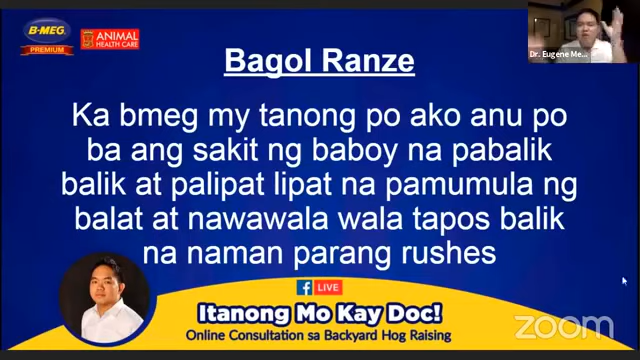 B-MEG
PREMIUM
ANIMAL
HEALTH CARE
Dr. Eugene Me...
Bagol Ranze
Ka bmeg my tanong po ako anu po
ba ang sakit ng baboy na pabalik
balik at palipat lipat na pamumula ng
balat at nawawala wala tapos balik
na naman parang rushes
f LIVE
Itanong Mo Kay Doc!
Online Consultation sa Backyard Hog Raising
zoom